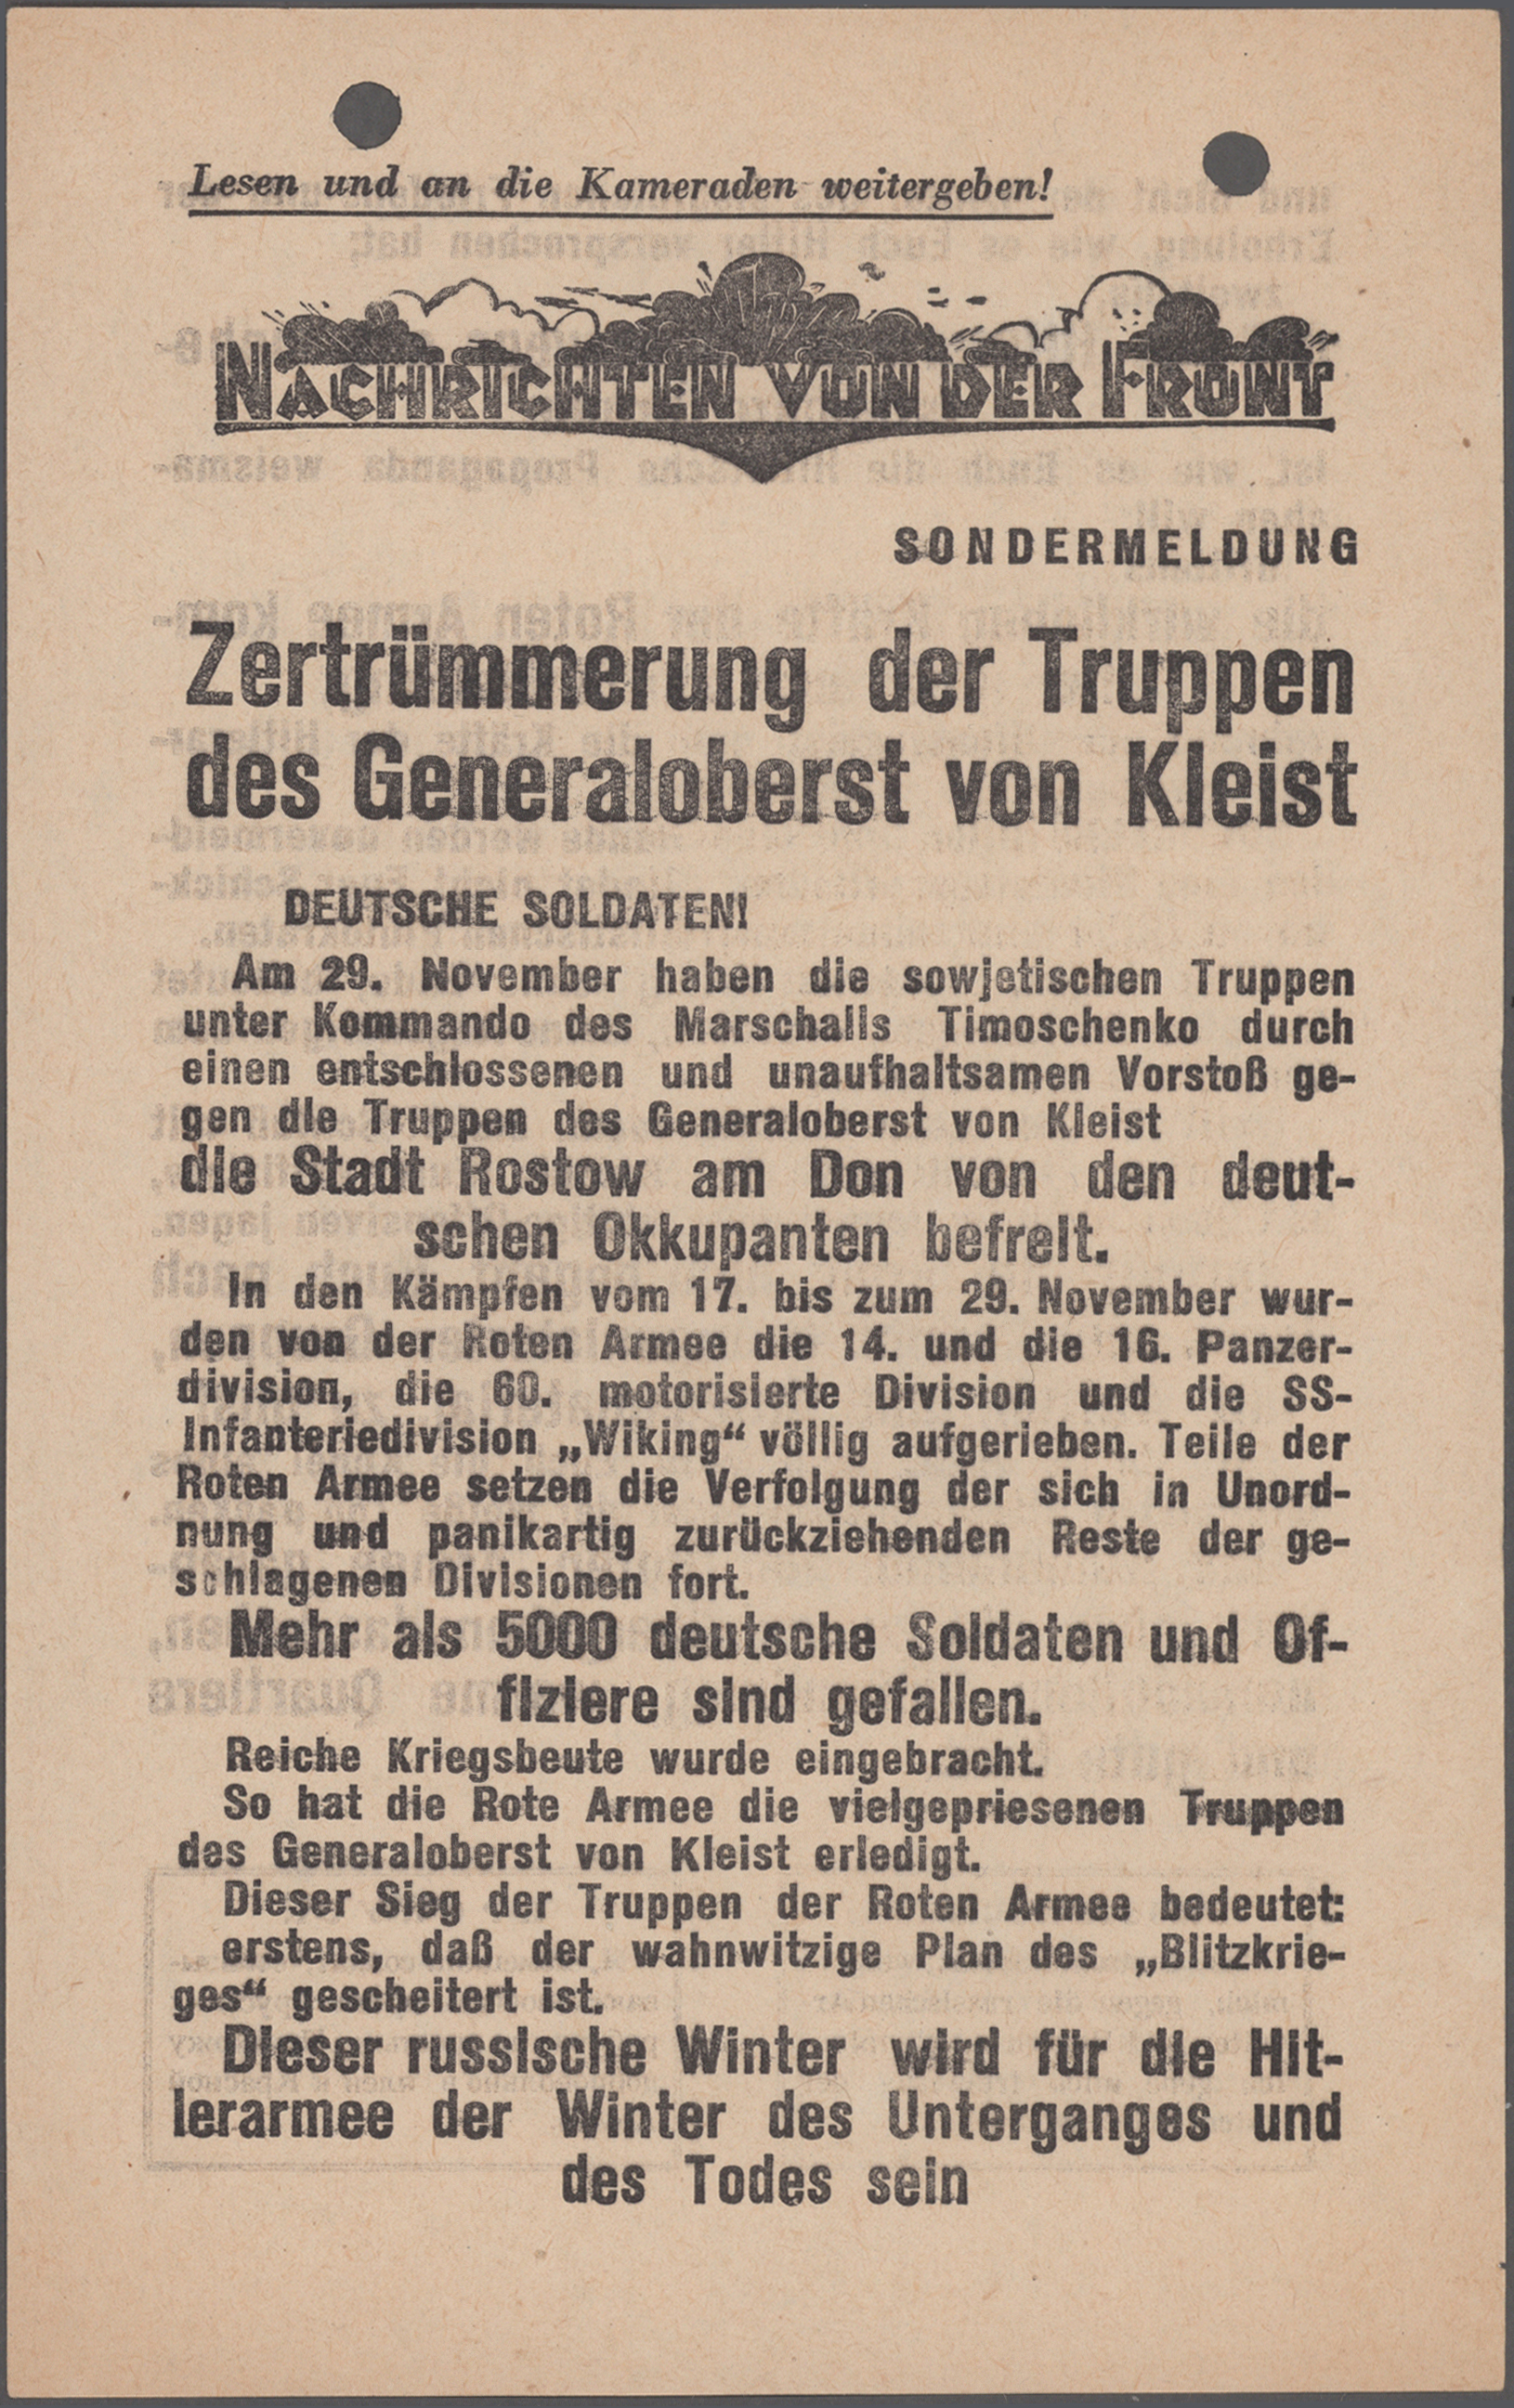 Lesen und an die Kameraden weitergeben!
NACHRICHTEN VON DER FRONT
SONDERMELDUNG
Zertrümmerung der Truppen
des Generaloberst von Kleist
DEUTSCHE SOLDATEN!
Am 29. November haben die sowjetischen Truppen
unter Kommando des Marschalls Timoschenko durch
einen entschlossenen und unaufhaltsamen Vorstoß ge-
gen die Truppen des Generaloberst von Kleist
die Stadt Rostow am Don von den deut-
schen Okkupanten befreit.
In den Kämpfen vom 17. bis zum 29. November wur-
den von der Roten Armee die 14. und die 16. Panzer-
division, die 60. motorisierte Division und die SS-
Infanteriedivision „Wiking“ völlig aufgerieben. Teile der
Roten Armee setzen die Verfolgung der sich in Unord-
nung und panikartig zurückziehenden Reste der ge-
schlagenen Divisionen fort.
Mehr als 5000 deutsche Soldaten und Of-
fiziere sind gefallen.
Reiche Kriegsbeute wurde eingebracht.
So hat die Rote Armee die vielgepriesenen Truppen
des Generaloberst von Kleist erledigt.
Dieser Sieg der Truppen der Roten Armee bedeutet:
erstens, daß der wahnwitzige Plan des „Blitzkrie-
ges“ gescheitert ist.
Dieser russische Winter wird für die Hit-
lerarmee der Winter des Unterganges und
des Todes sein